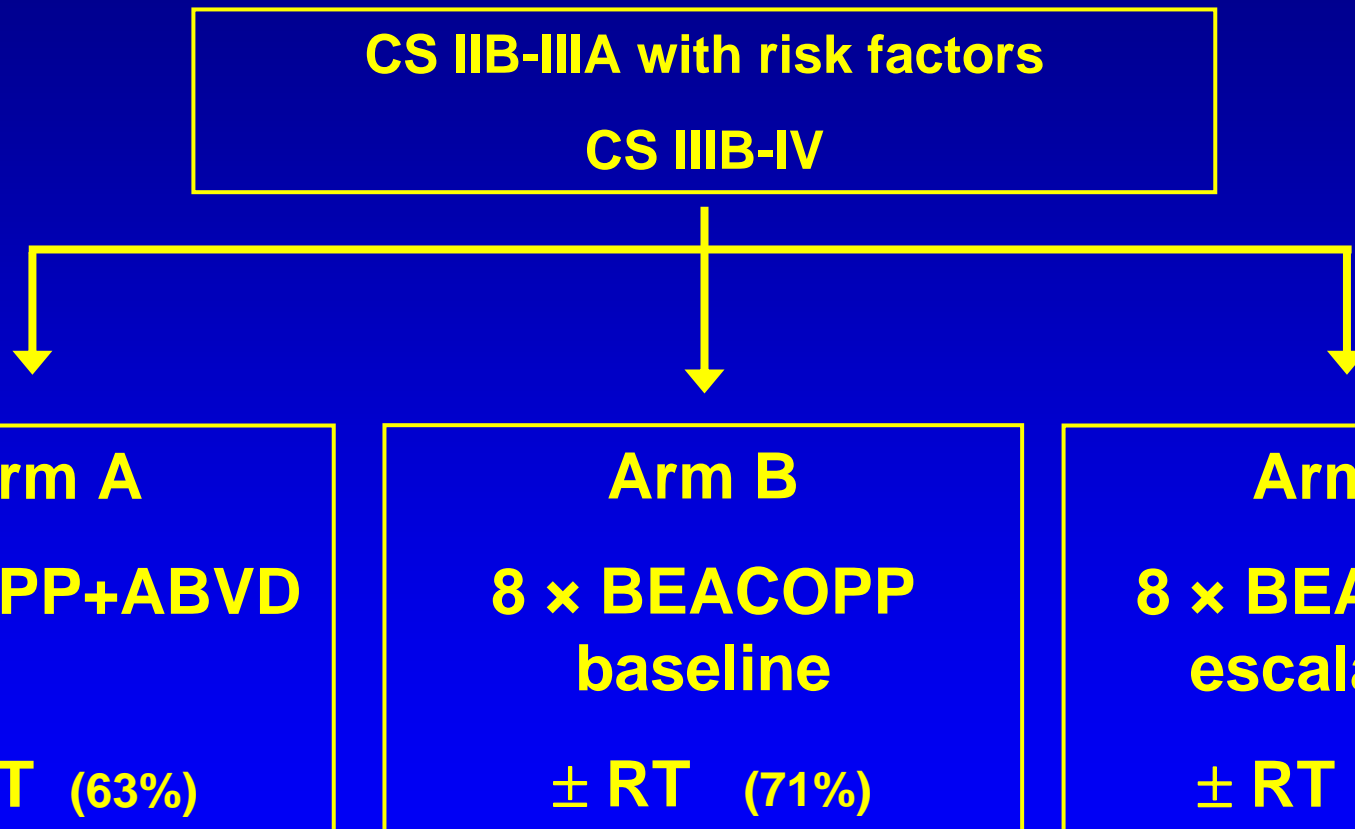 CS IIB-IIIA with risk factors
CS IIIB-IV
rm A
PP+ABVD
T (63%)
Arm B
8 × BEACOPP
baseline
± RT (71%)
Arm
8 × BEA
escala
± RT